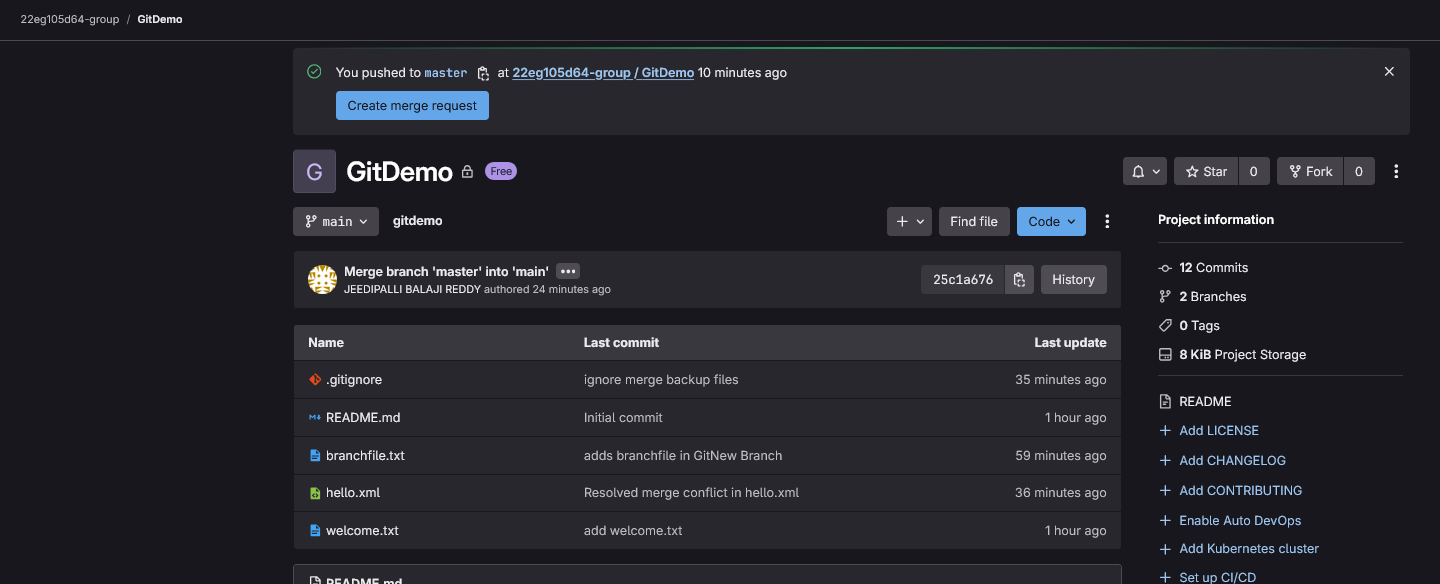 22eg105d64-group / GitDemo
You pushed to master at 22eg105d64-group / GitDemo 10 minutes ago
Create merge request
G GitDemo Free
Star 0 Fork 0
main gitdemo
+ Find file Code
Merge branch 'master' into 'main' •••
JEEDIPALLI BALAJI REDDY authored 24 minutes ago
25c1a676 History
Name Last commit Last update
.gitignore ignore merge backup files 35 minutes ago
README.md Initial commit 1 hour ago
branchfile.txt adds branchfile in GitNew Branch 59 minutes ago
hello.xml Resolved merge conflict in hello.xml 36 minutes ago
welcome.txt add welcome.txt 1 hour ago
README.md
Project information
12 Commits
2 Branches
0 Tags
8 KiB Project Storage
README
+ Add LICENSE
+ Add CHANGELOG
+ Add CONTRIBUTING
+ Enable Auto DevOps
+ Add Kubernetes cluster
+ Set up CI/CD